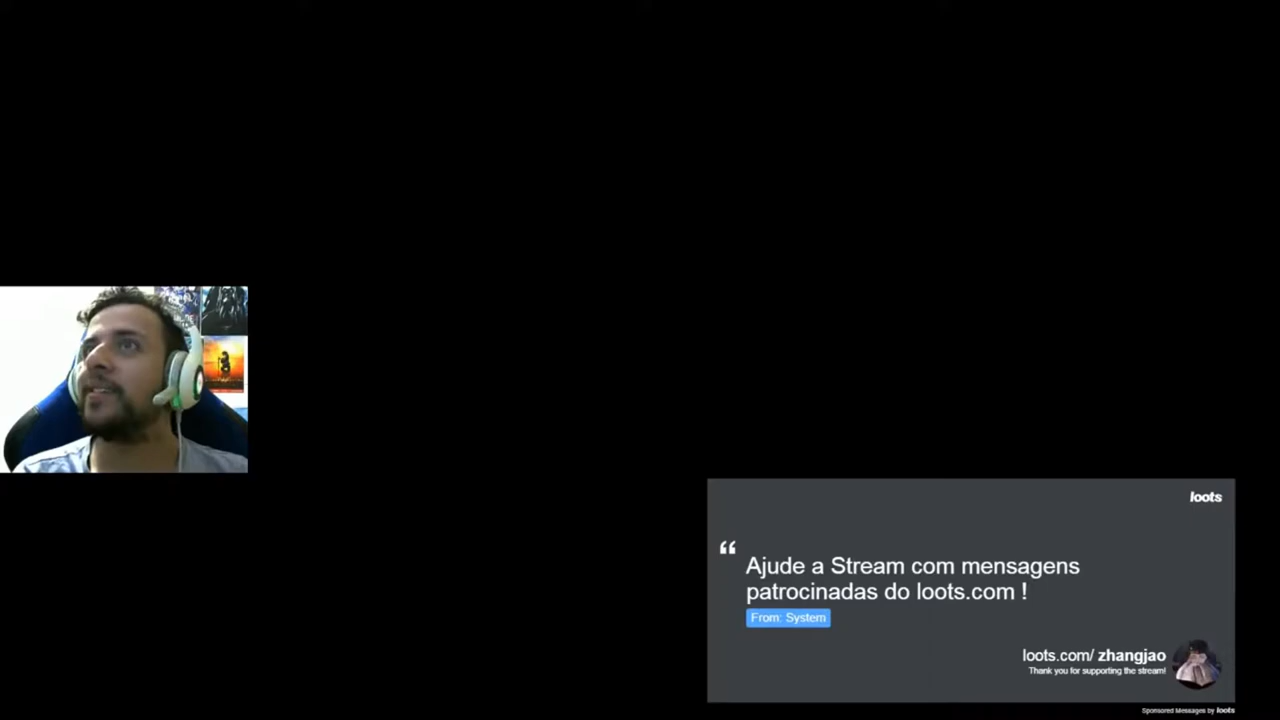 loots
“
Ajude a Stream com mensagens
patrocinadas do loots.com !
From: System
loots.com/ zhangjao
Thank you for supporting the stream!
Sponsored Messages by loots